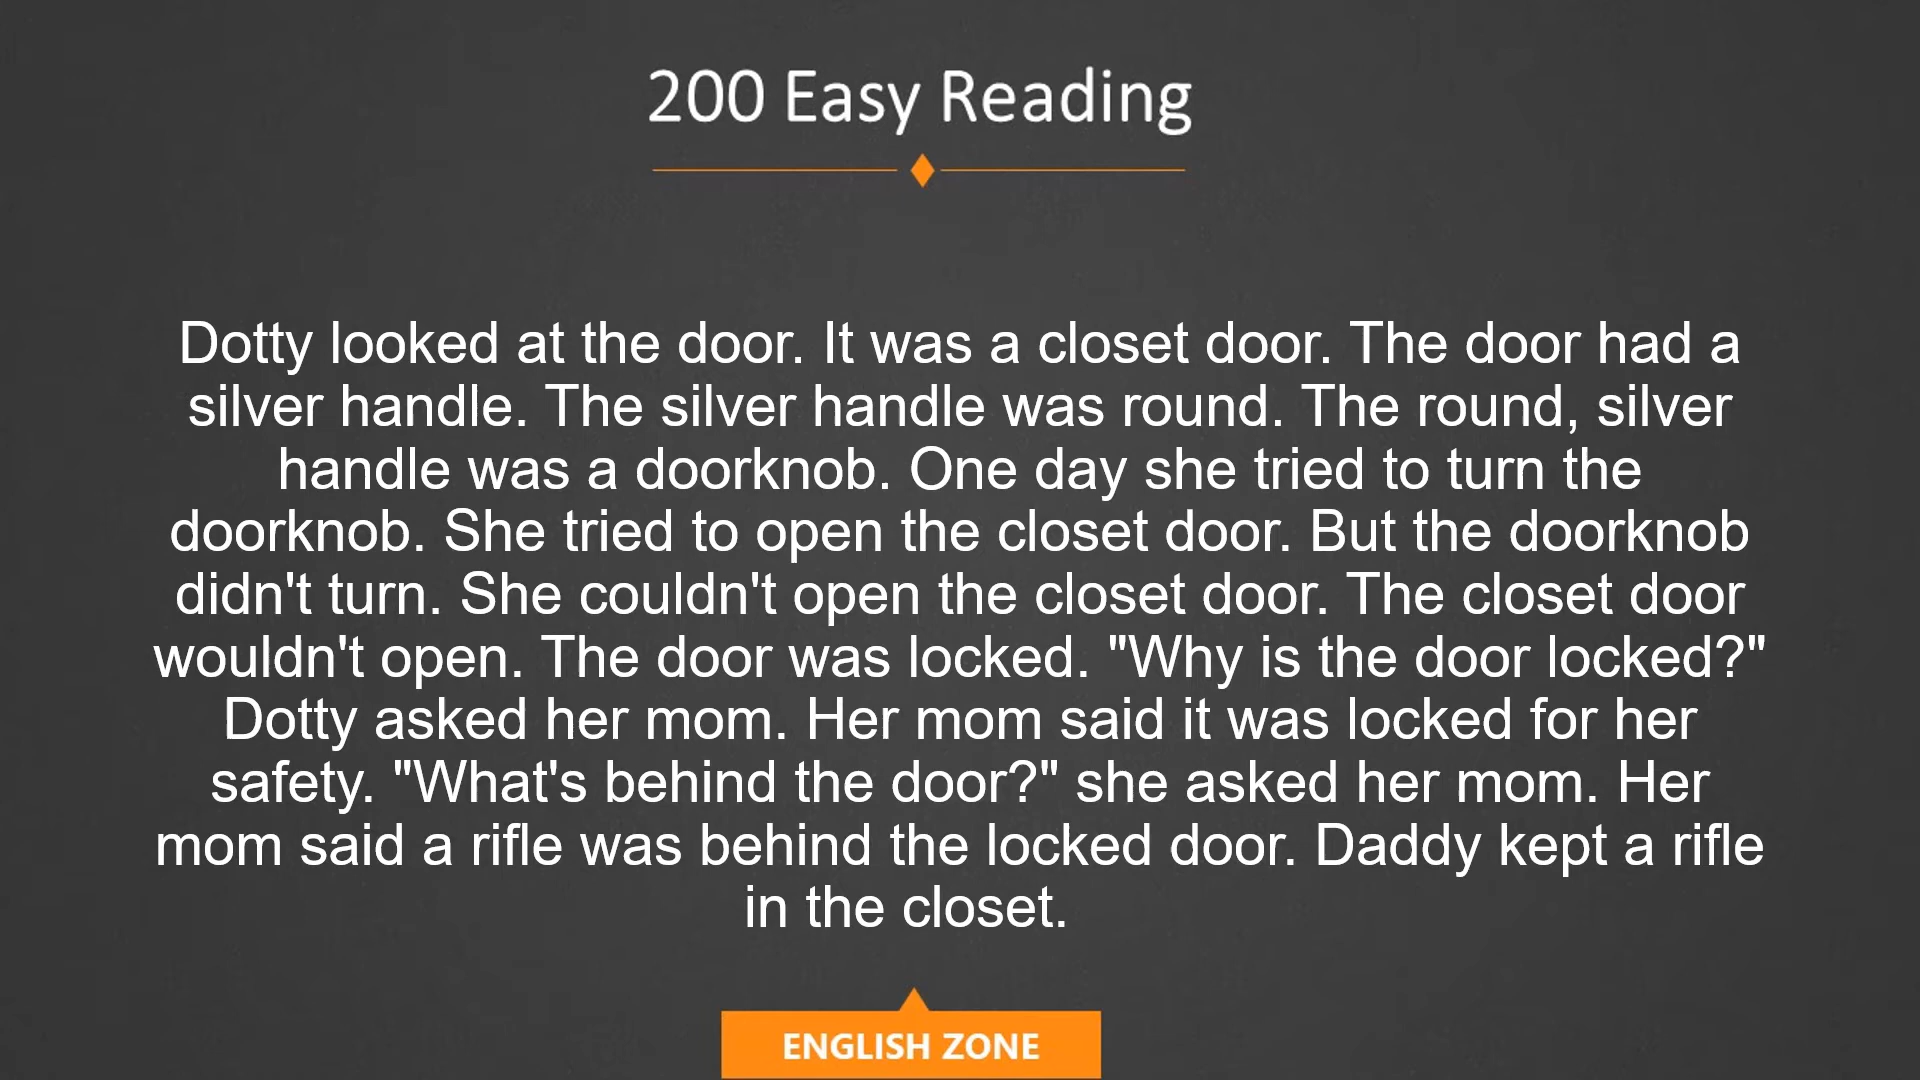 200 Easy Reading
Dotty looked at the door. It was a closet door. The door had a
silver handle. The silver handle was round. The round, silver
handle was a doorknob. One day she tried to turn the
doorknob. She tried to open the closet door. But the doorknob
didn't turn. She couldn't open the closet door. The closet door
wouldn't open. The door was locked. "Why is the door locked?"
Dotty asked her mom. Her mom said it was locked for her
safety. "What's behind the door?" she asked her mom. Her
mom said a rifle was behind the locked door. Daddy kept a rifle
in the closet.
ENGLISH ZONE